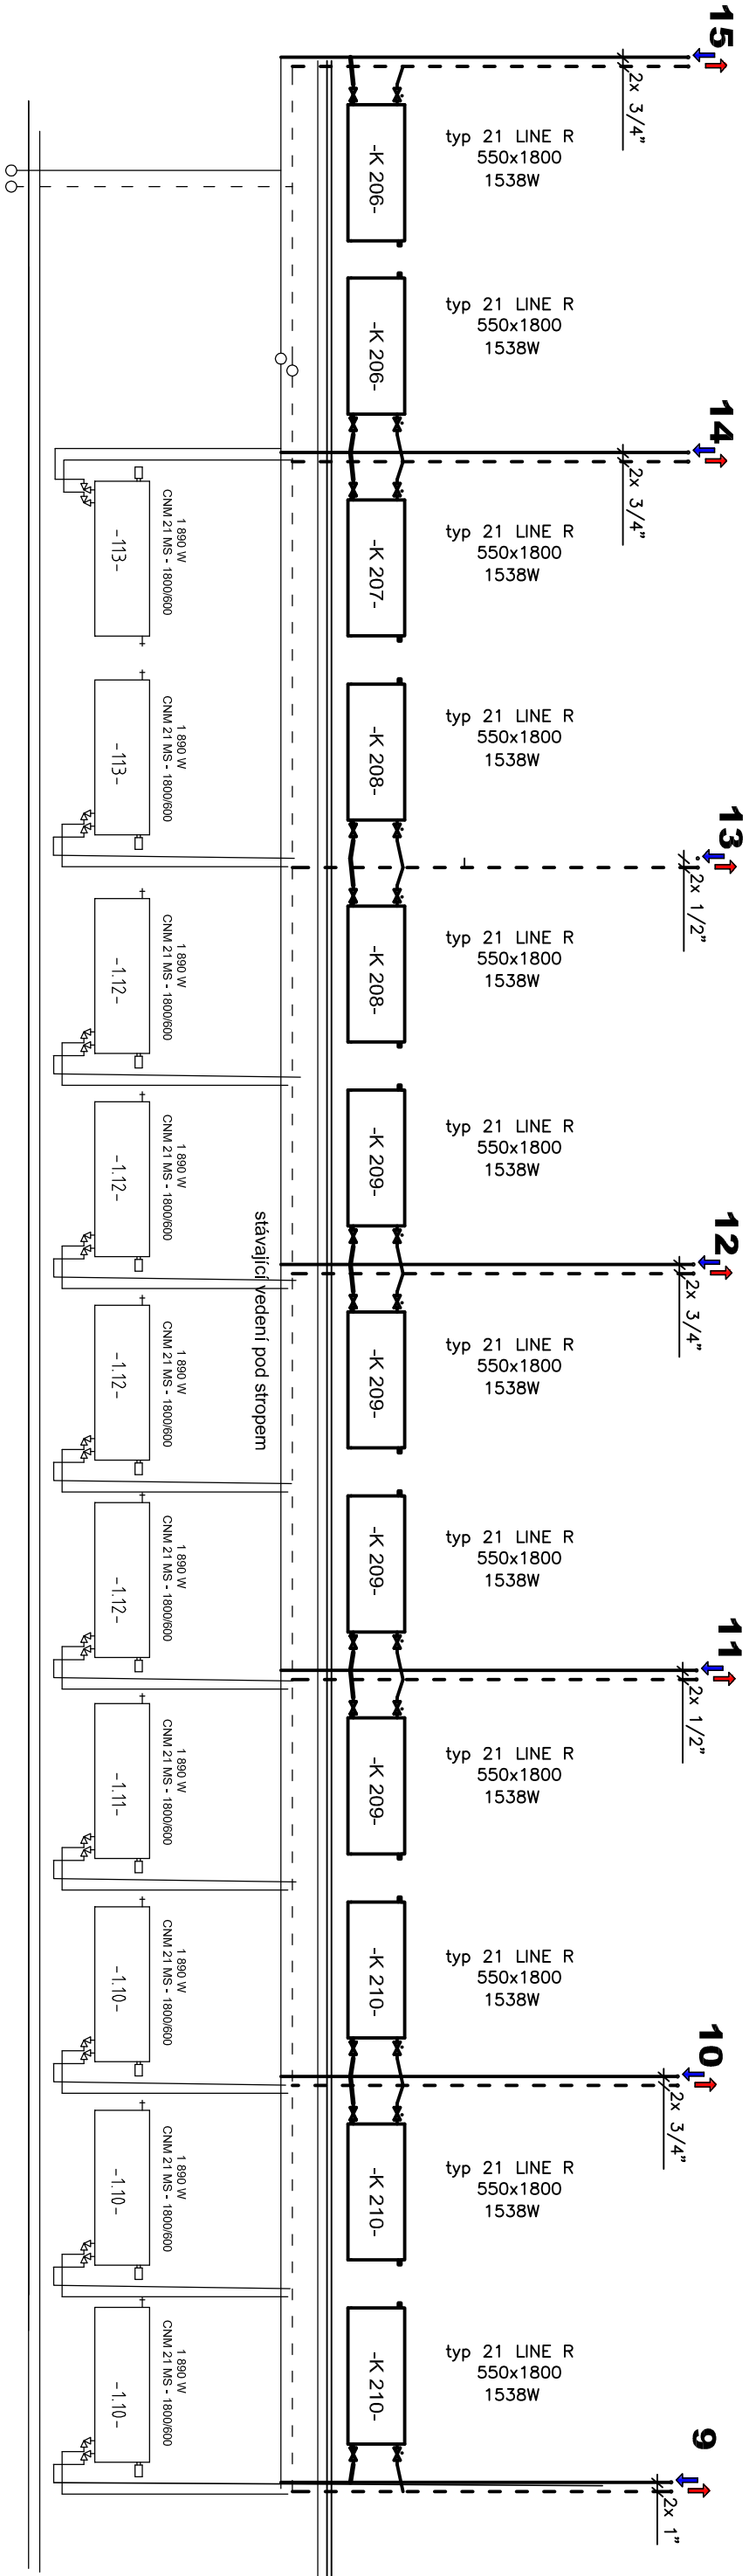 15
2x 3/4"
typ 21 LINE R
550x1800
1538W
-K 206-
typ 21 LINE R
550x1800
1538W
-K 206-
14
2x 3/4"
typ 21 LINE R
550x1800
1538W
-K 207-
1 890 W
CNM 21 MS - 1800/600
-113-
typ 21 LINE R
550x1800
1538W
-K 208-
1 890 W
CNM 21 MS - 1800/600
-113-
13
2x 1/2"
typ 21 LINE R
550x1800
1538W
-K 208-
1 890 W
CNM 21 MS - 1800/600
-1.12-
typ 21 LINE R
550x1800
1538W
-K 209-
1 890 W
CNM 21 MS - 1800/600
-1.12-
stávající vedení pod stropem
12
2x 3/4"
typ 21 LINE R
550x1800
1538W
-K 209-
1 890 W
CNM 21 MS - 1800/600
-1.12-
typ 21 LINE R
550x1800
1538W
-K 209-
1 890 W
CNM 21 MS - 1800/600
-1.12-
11
2x 1/2"
typ 21 LINE R
550x1800
1538W
-K 209-
1 890 W
CNM 21 MS - 1800/600
-1.11-
typ 21 LINE R
550x1800
1538W
-K 210-
1 890 W
CNM 21 MS - 1800/600
-1.10-
10
2x 3/4"
typ 21 LINE R
550x1800
1538W
-K 210-
1 890 W
CNM 21 MS - 1800/600
-1.10-
typ 21 LINE R
550x1800
1538W
-K 210-
1 890 W
CNM 21 MS - 1800/600
-1.10-
9
2x 1"